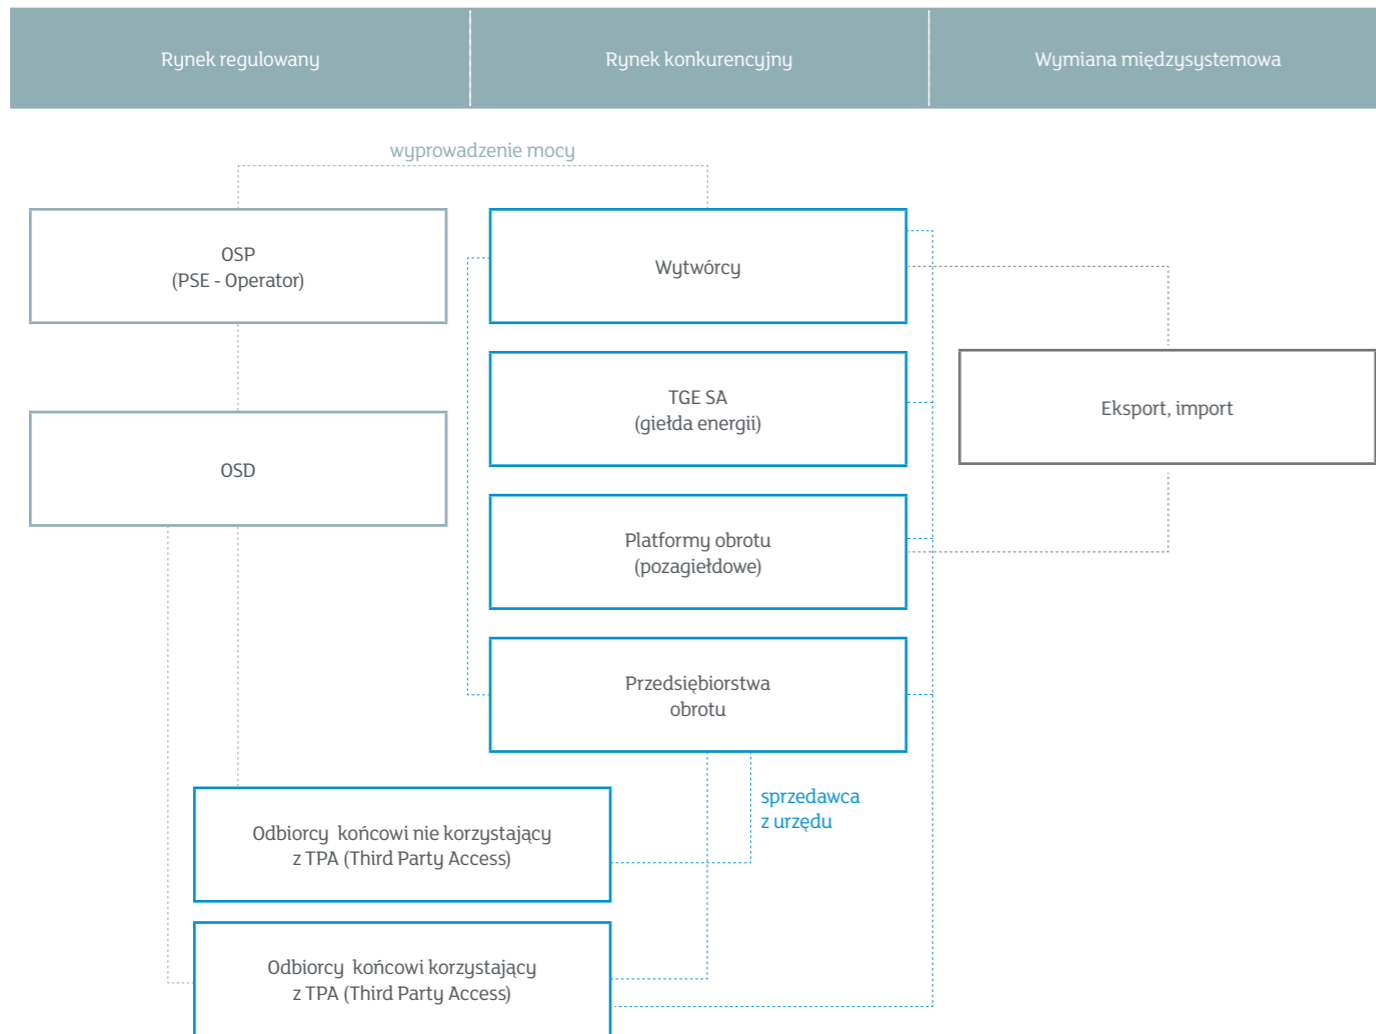 Rynek regulowany
Rynek konkurencyjny
Wymiana międzysystemowa
wyprowadzenie mocy
OSP
(PSE - Operator)
Wytwórcy
TGE SA
(giełda energii)
Eksport, import
OSD
Platformy obrotu
(pozagiełdowe)
Przedsiębiorstwa
obrotu
sprzedawca
z urzędu
Odbiorcy końcowi nie korzystający
z TPA (Third Party Access)
Odbiorcy końcowi korzystający
z TPA (Third Party Access)